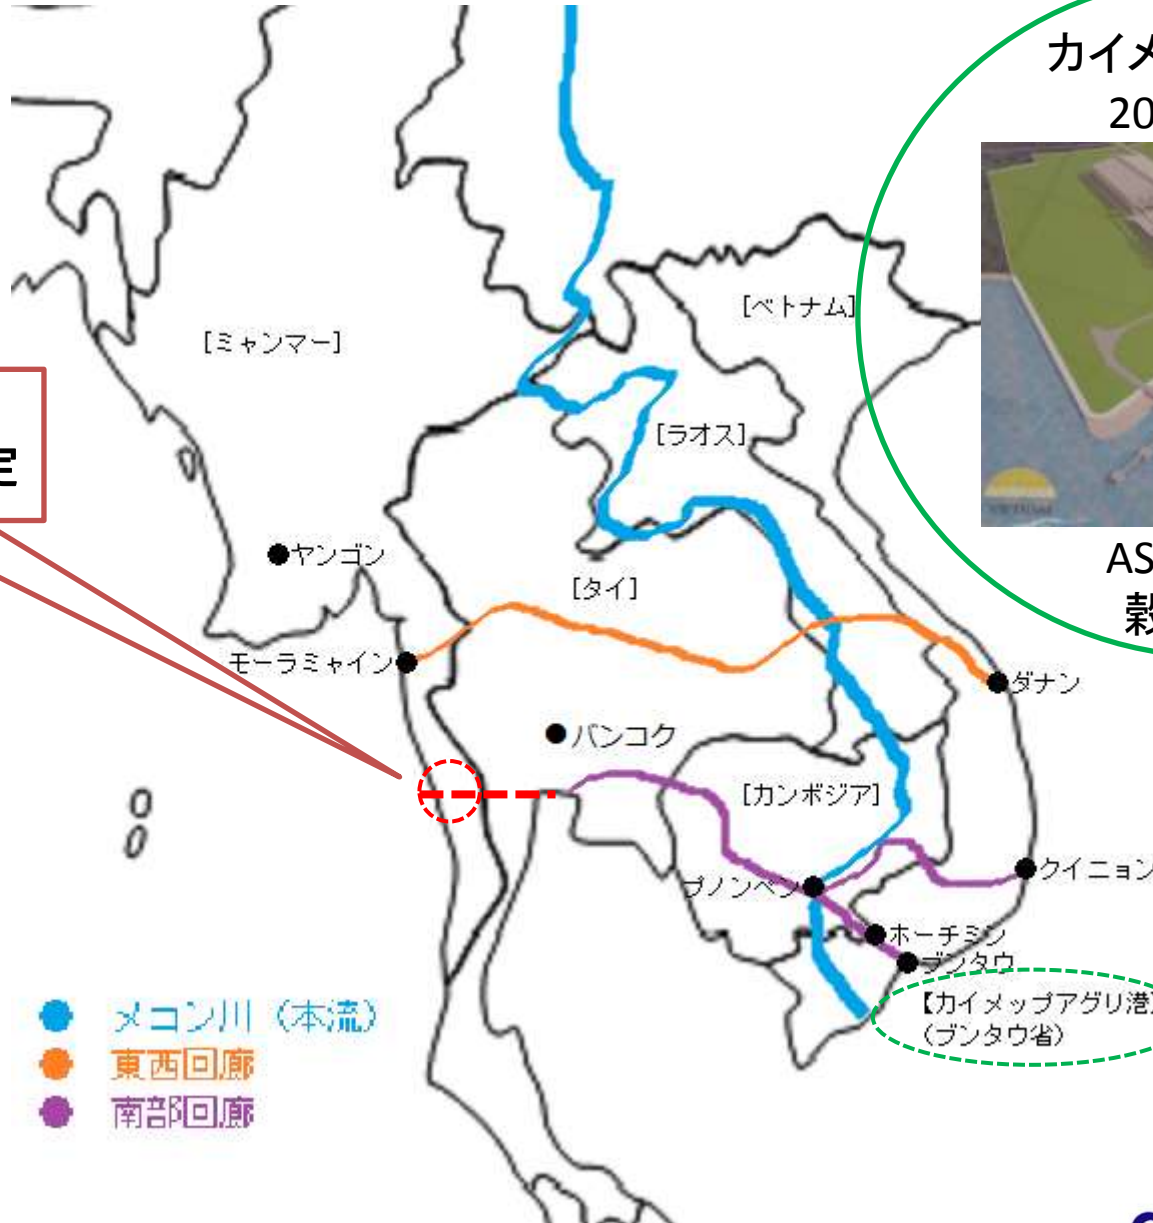 カイメ
20
[ベトナム]
[ミャンマー]
定
[ラオス]
ヤンゴン
AS
穀
[タイ]
モーラミャイン
ダナン
バンコク
[カンボジア]
クイニョン
プノンペン
ホーチミン
ブンタウ
【カイメップアグリ港】
(ブンタウ省)
メコン川 (本流)
東西回廊
南部回廊